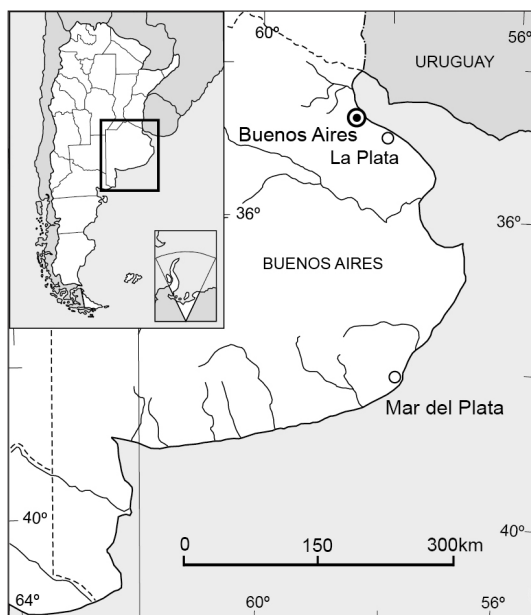 60º
56º
URUGUAY
Buenos Aires
La Plata
36º
36º
BUENOS AIRES
Mar del Plata
40º
40º
0 150 300km
64º
60º
56º